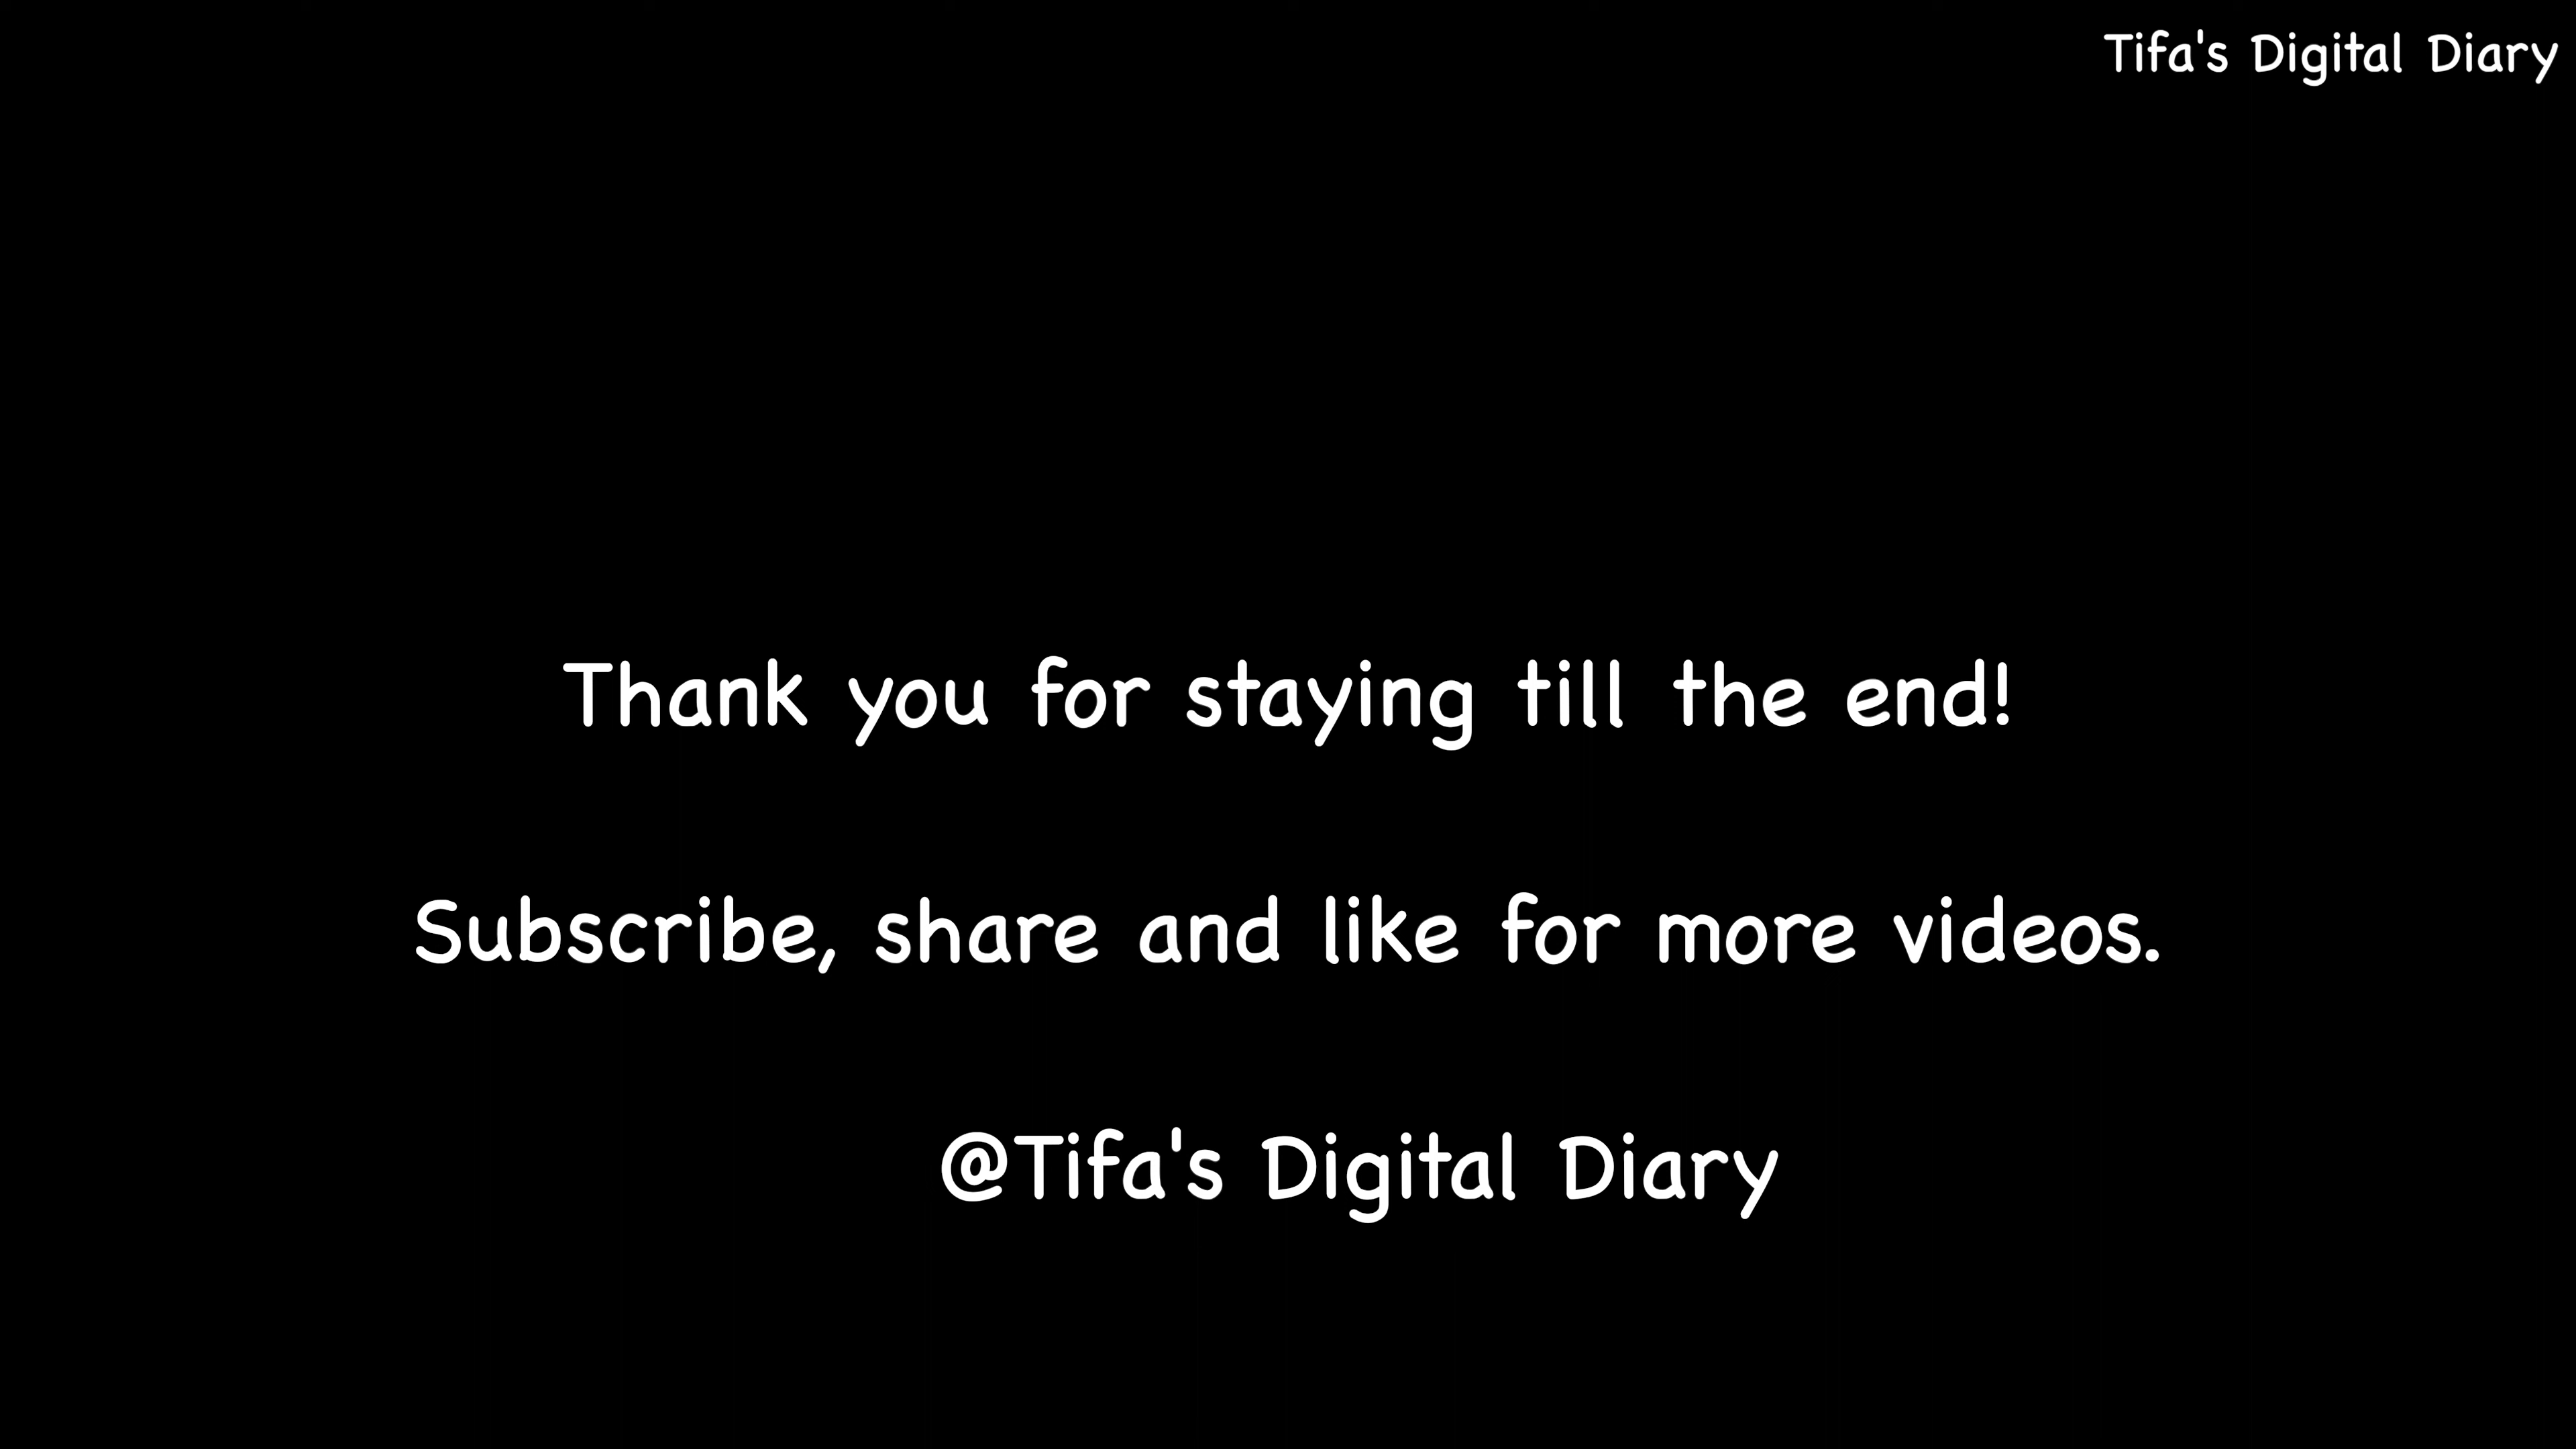 Tifa's Digital Diary
Thank you for staying till the end!
Subscribe, share and like for more videos.
@Tifa's Digital Diary